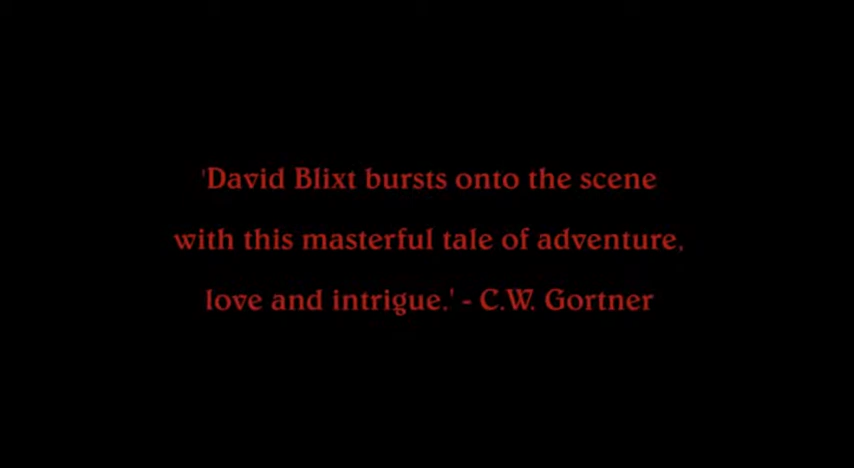 'David Blixt bursts onto the scene
with this masterful tale of adventure,
love and intrigue.' - C.W. Gortner